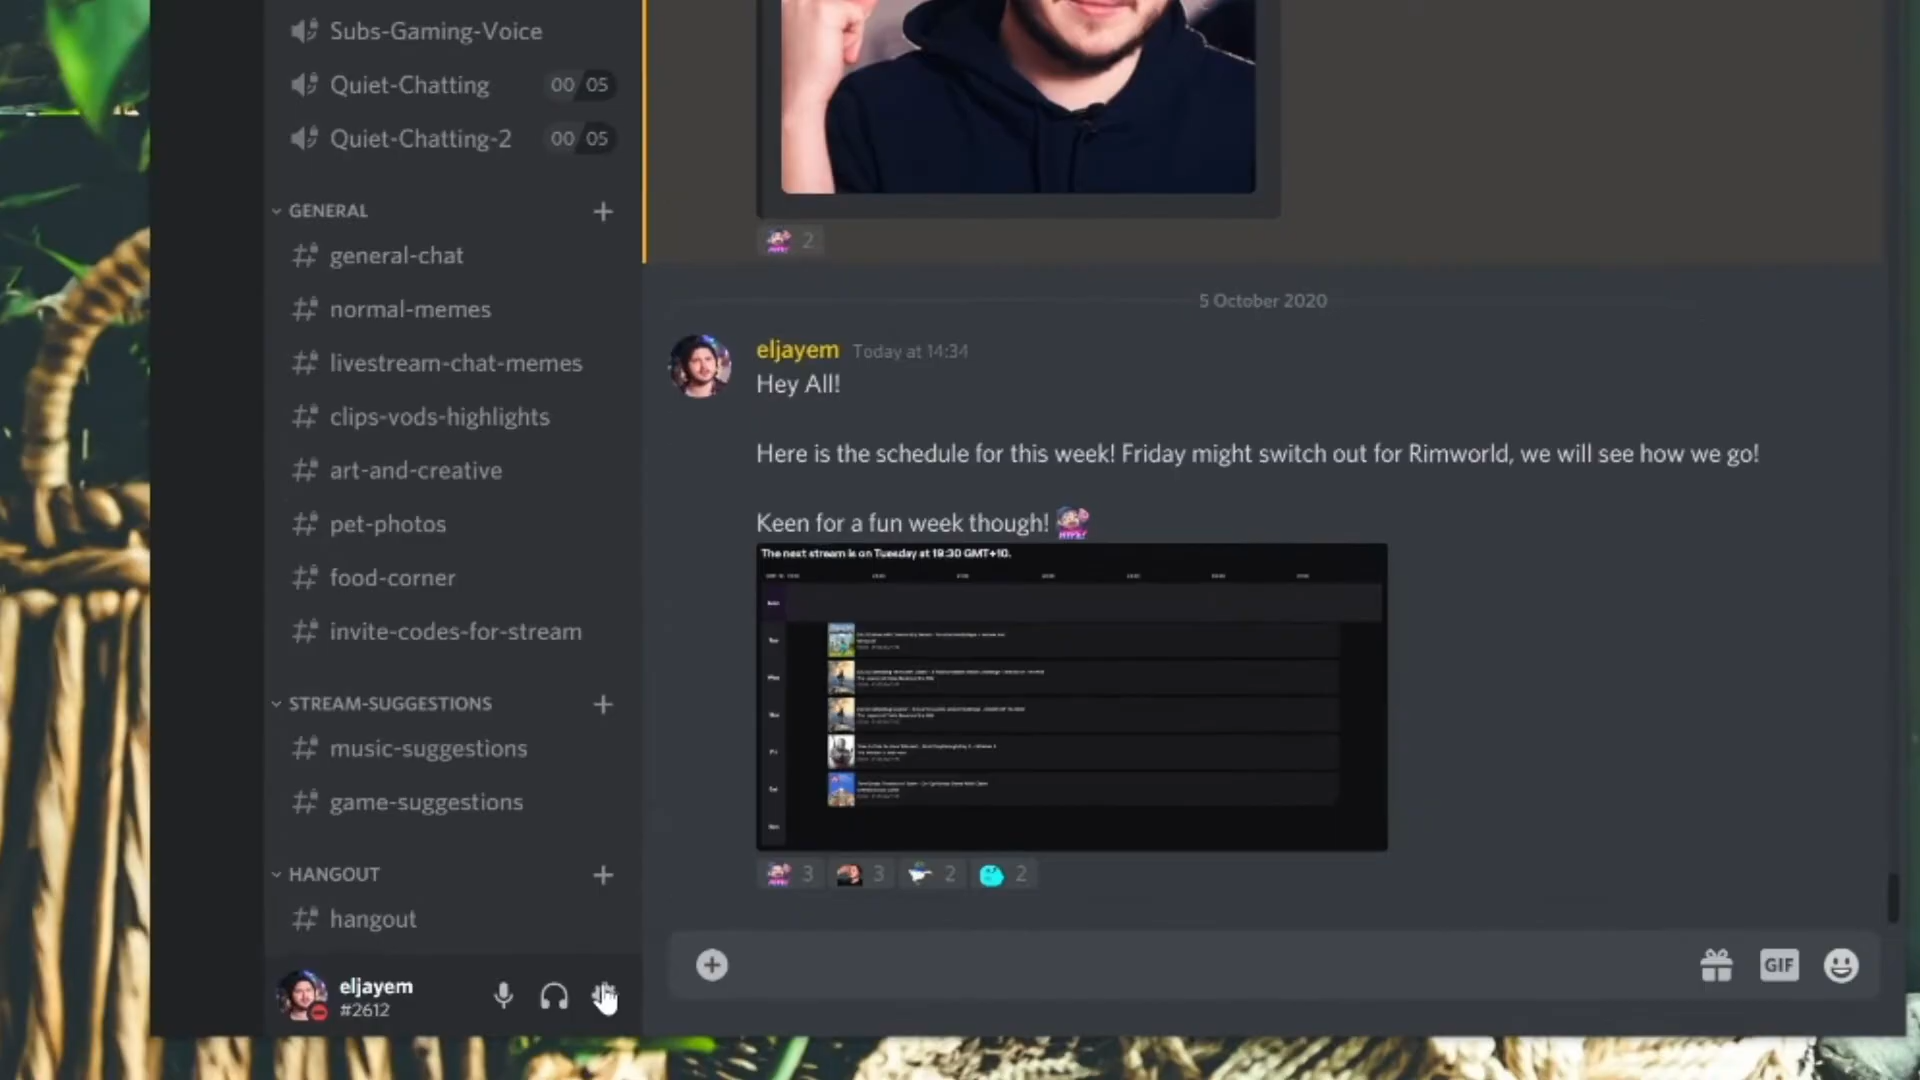 Subs-Gaming-Voice
Quiet-Chatting 00 05
Quiet-Chatting-2 00 05
GENERAL
general-chat
normal-memes
livestream-chat-memes
clips-vods-highlights
art-and-creative
pet-photos
food-corner
invite-codes-for-stream
STREAM-SUGGESTIONS
music-suggestions
game-suggestions
HANGOUT
hangout
eljayem
#2612
2
5 October 2020
eljayem Today at 14:34
Hey All!
Here is the schedule for this week! Friday might switch out for Rimworld, we will see how we go!
Keen for a fun week though!
The next stream is on Tuesday at 19:30 GMT+10.
3 3 2 2
GIF